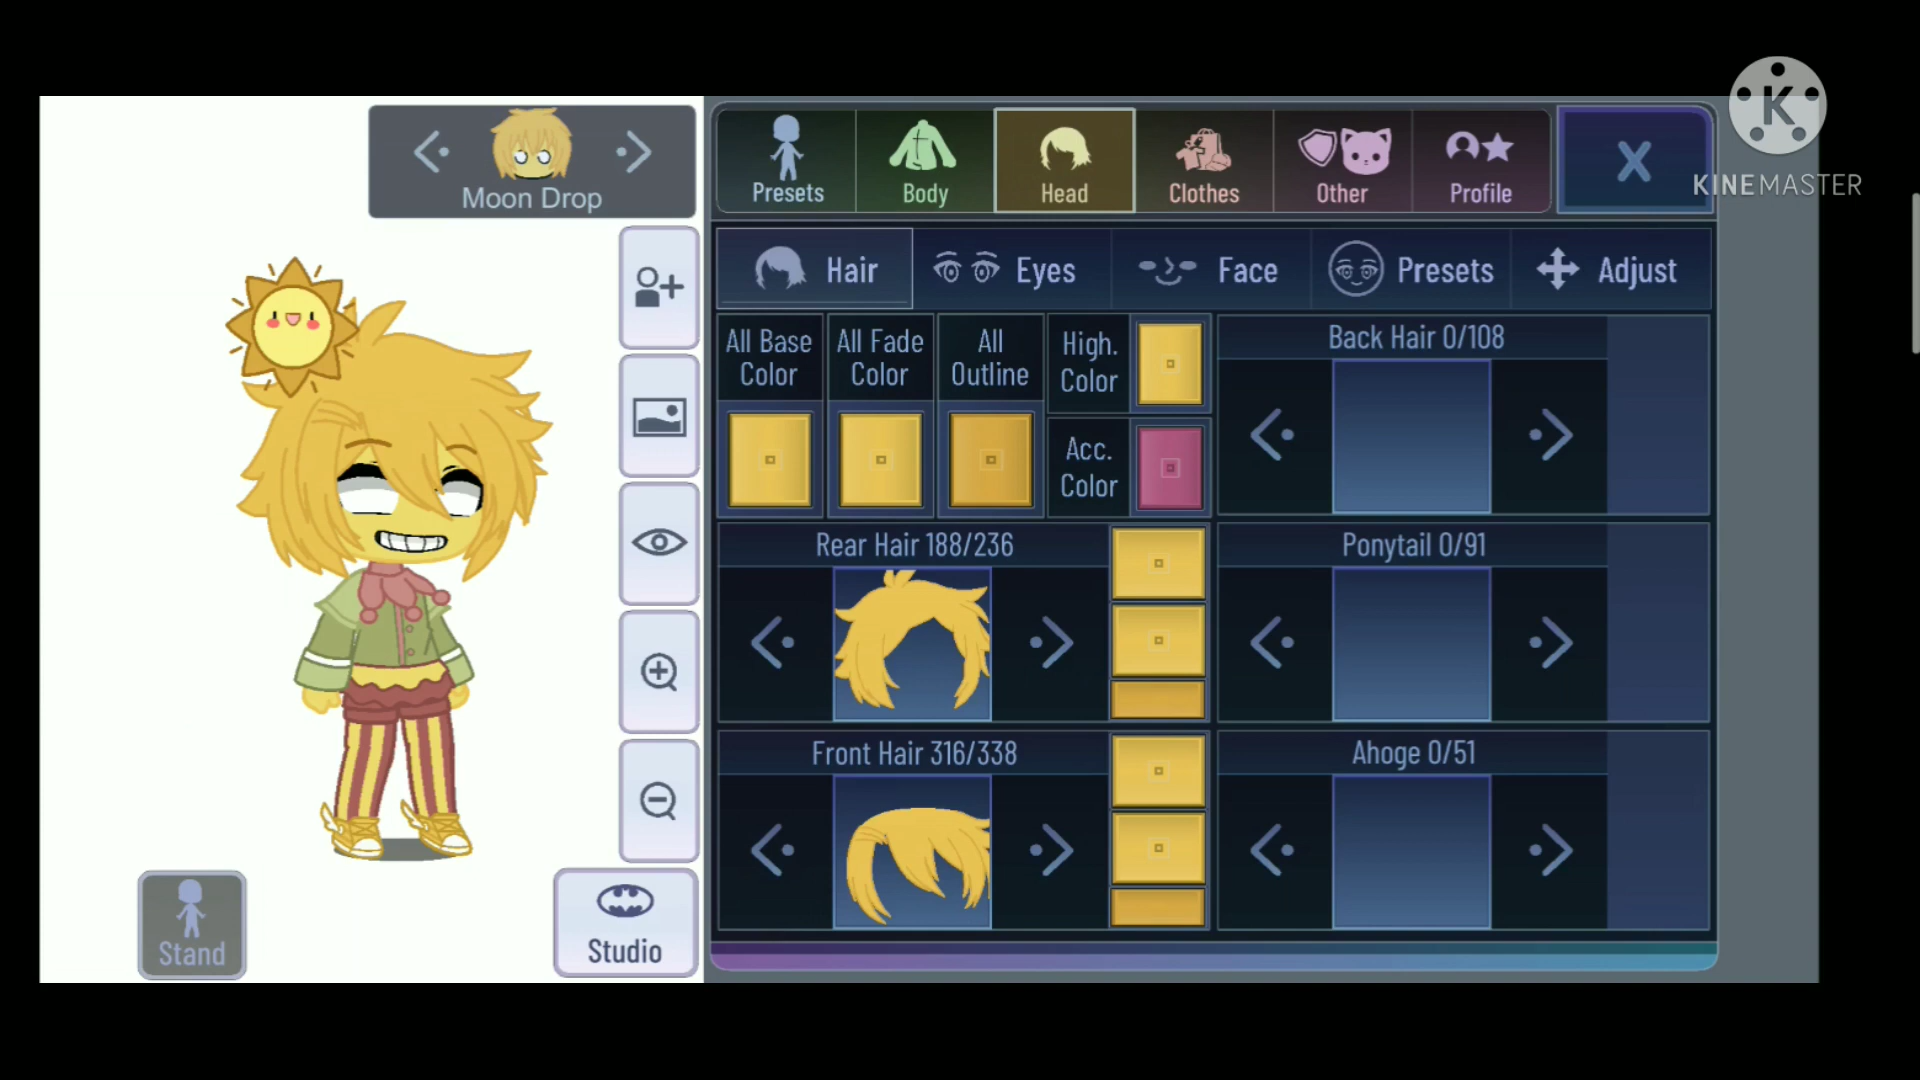 Moon Drop
Presets
Body
Head
Clothes
Other
Profile
X
K
KINEMASTER
Hair
Eyes
Face
Presets
Adjust
All Base
Color
All Fade
Color
All
Outline
High.
Color
Acc.
Color
Back Hair 0/108
Rear Hair 188/236
Ponytail 0/91
Front Hair 316/338
Ahoge 0/51
Stand
Studio